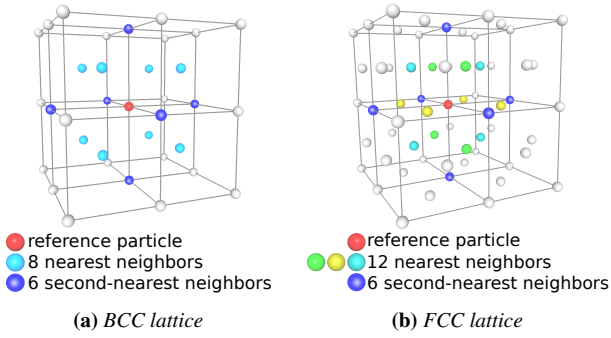 reference particle
8 nearest neighbors
6 second-nearest neighbors
(a) BCC lattice
reference particle
12 nearest neighbors
6 second-nearest neighbors
(b) FCC lattice